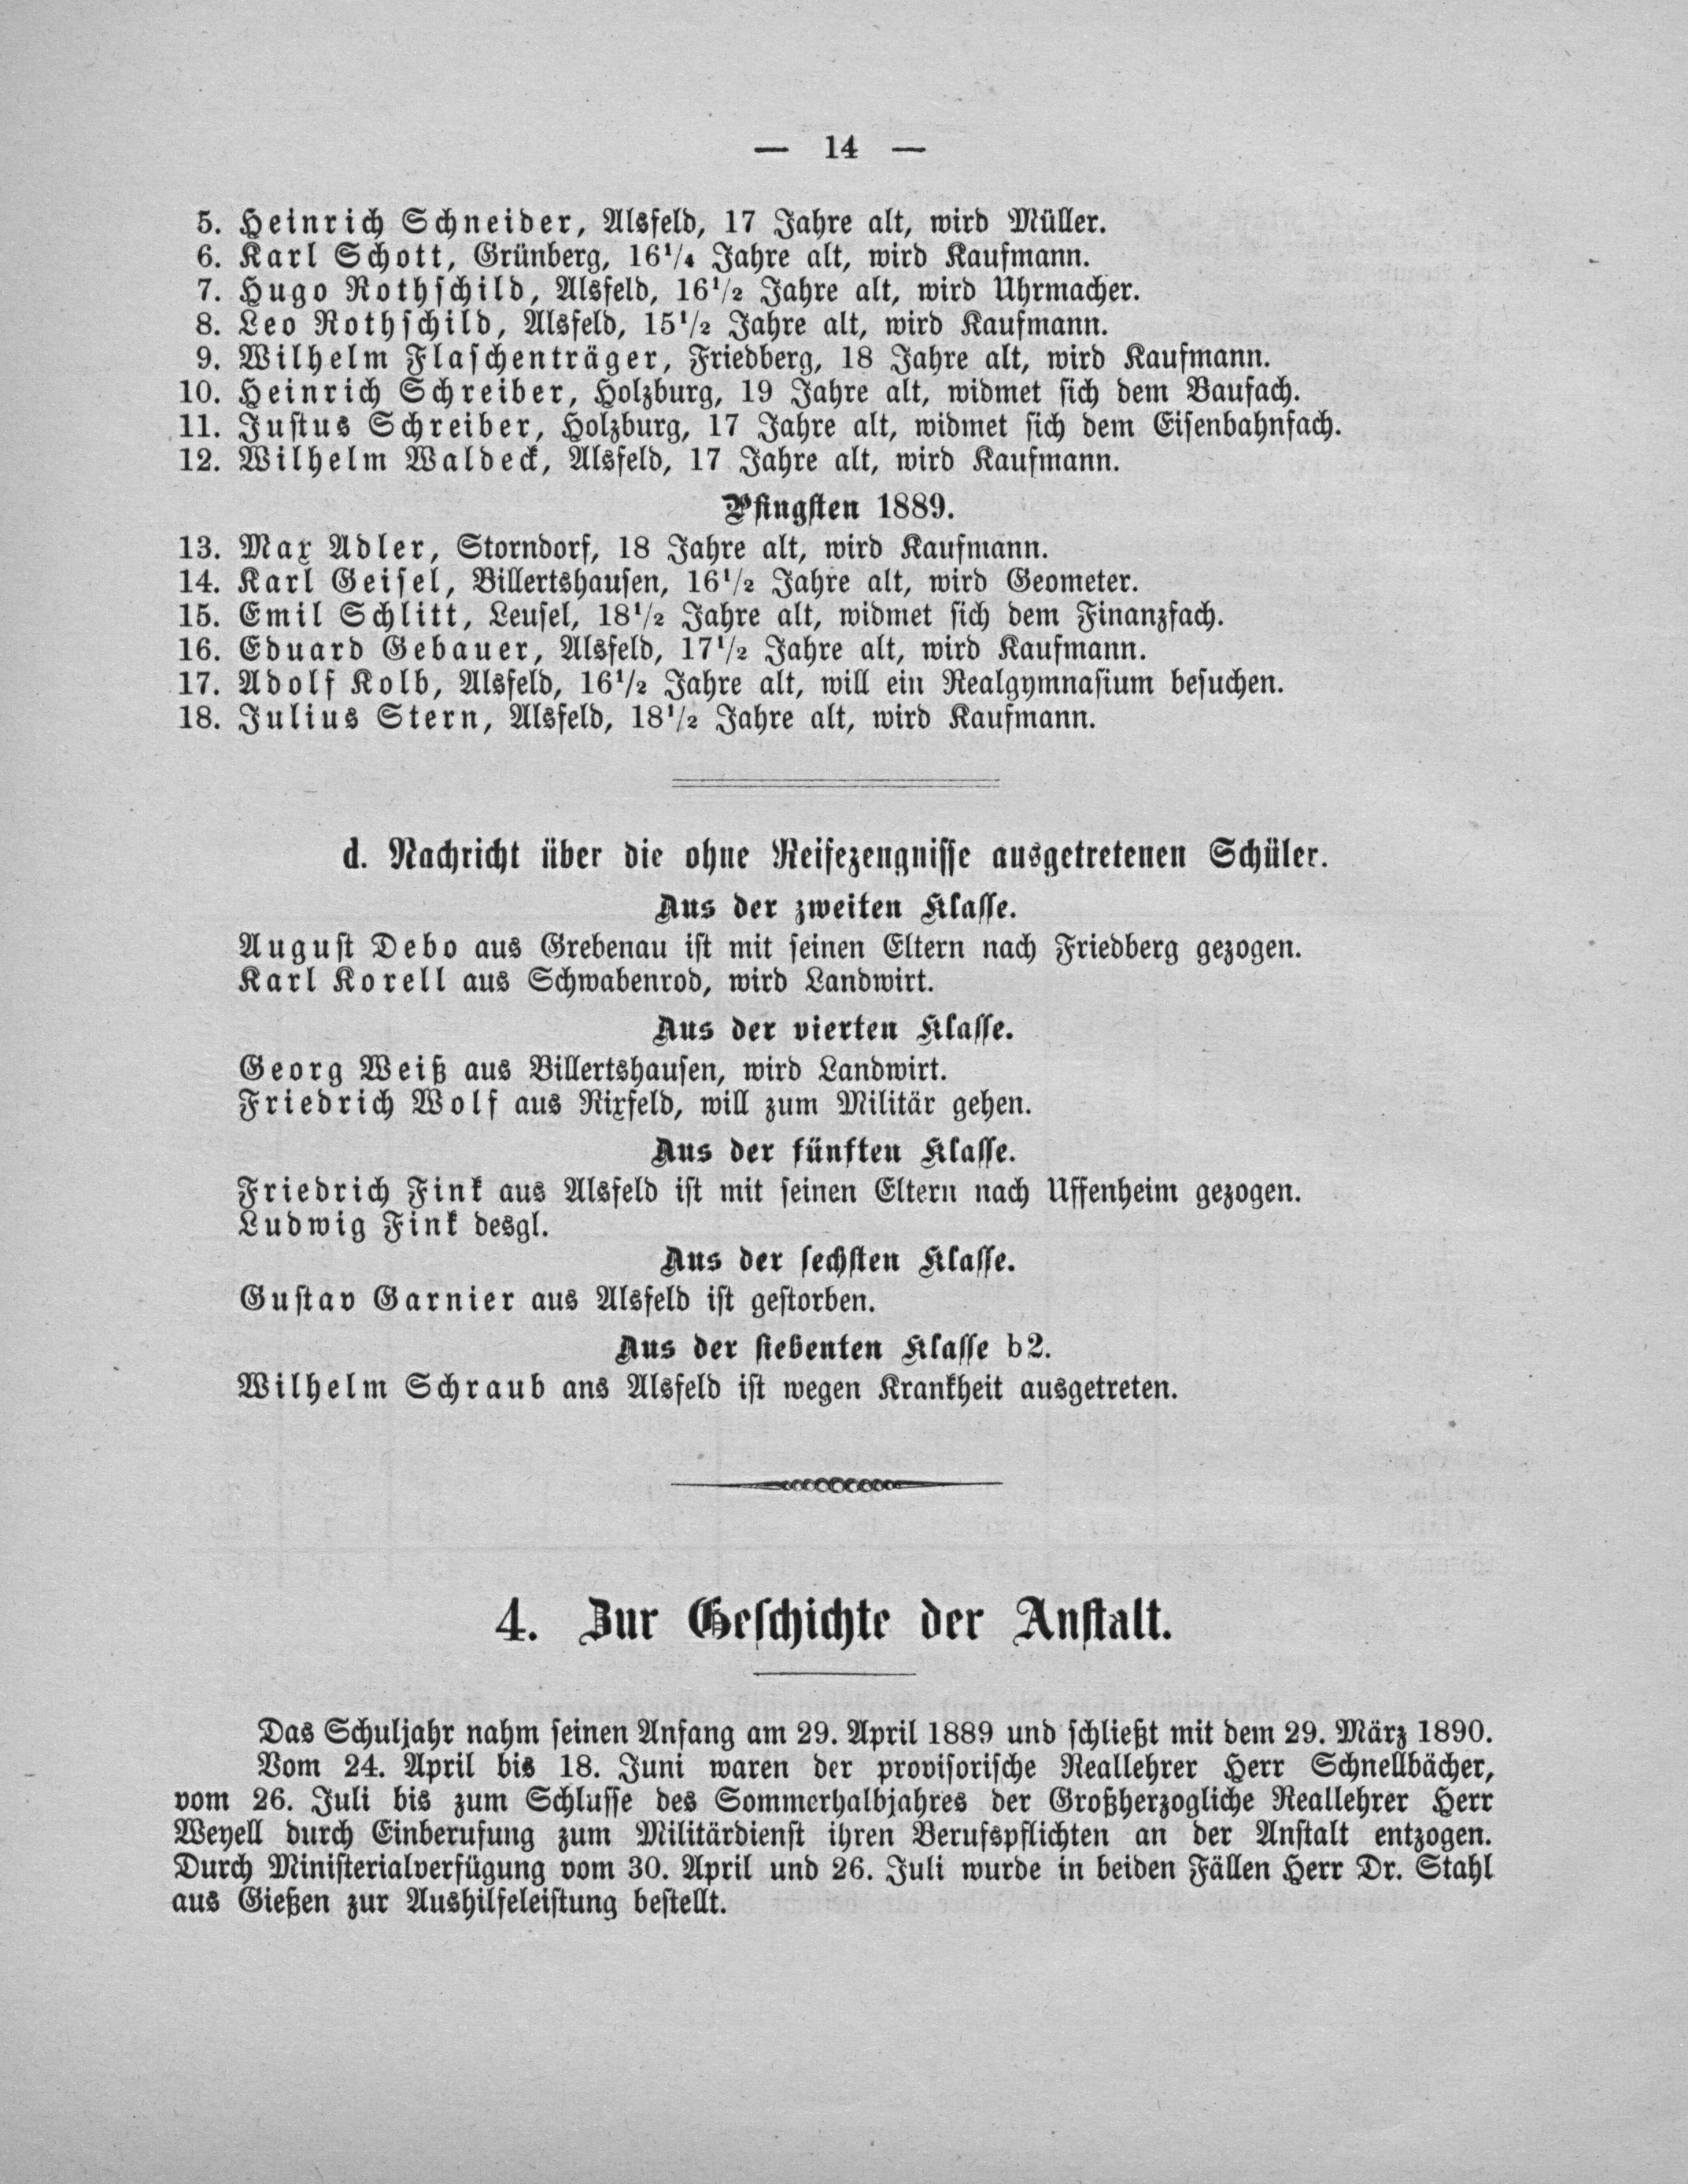 — 14 —
5. Heinrich Schneider, Alsfeld, 17 Jahre alt, wird Müller.
6. Karl Schott, Grünberg, 16¹/₄ Jahre alt, wird Kaufmann.
7. Hugo Rothschild, Alsfeld, 16¹/₂ Jahre alt, wird Uhrmacher.
8. Leo Rothschild, Alsfeld, 15¹/₂ Jahre alt, wird Kaufmann.
9. Wilhelm Flaschenträger, Friedberg, 18 Jahre alt, wird Kaufmann.
10. Heinrich Schreiber, Holzburg, 19 Jahre alt, widmet sich dem Baufach.
11. Justus Schreiber, Holzburg, 17 Jahre alt, widmet sich dem Eisenbahnfach.
12. Wilhelm Waldeck, Alsfeld, 17 Jahre alt, wird Kaufmann.
Pfingsten 1889.
13. Max Adler, Storndorf, 18 Jahre alt, wird Kaufmann.
14. Karl Geisel, Billertshausen, 16¹/₂ Jahre alt, wird Geometer.
15. Emil Schlitt, Leusel, 18¹/₂ Jahre alt, widmet sich dem Finanzfach.
16. Eduard Gebauer, Alsfeld, 17¹/₂ Jahre alt, wird Kaufmann.
17. Adolf Kolb, Alsfeld, 16¹/₂ Jahre alt, will ein Realgymnasium besuchen.
18. Julius Stern, Alsfeld, 18¹/₂ Jahre alt, wird Kaufmann.
d. Nachricht über die ohne Reifezeugnisse ausgetretenen Schüler.
Aus der zweiten Klasse.
August Debo aus Grebenau ist mit seinen Eltern nach Friedberg gezogen.
Karl Korell aus Schwabenrod, wird Landwirt.
Aus der vierten Klasse.
Georg Weiß aus Billertshausen, wird Landwirt.
Friedrich Wolf aus Rixfeld, will zum Militär gehen.
Aus der fünften Klasse.
Friedrich Fink aus Alsfeld ist mit seinen Eltern nach Uffenheim gezogen.
Ludwig Fink desgl.
Aus der sechsten Klasse.
Gustav Garnier aus Alsfeld ist gestorben.
Aus der siebenten Klasse b2.
Wilhelm Schraub ans Alsfeld ist wegen Krankheit ausgetreten.
4. Zur Geschichte der Anstalt.
Das Schuljahr nahm seinen Anfang am 29. April 1889 und schließt mit dem 29. März 1890.
Vom 24. April bis 18. Juni waren der provisorische Reallehrer Herr Schnellbächer,
vom 26. Juli bis zum Schlusse des Sommerhalbjahres der Großherzogliche Reallehrer Herr
Weyell durch Einberufung zum Militärdienst ihren Berufspflichten an der Anstalt entzogen.
Durch Ministerialverfügung vom 30. April und 26. Juli wurde in beiden Fällen Herr Dr. Stahl
aus Gießen zur Aushilfeleistung bestellt.